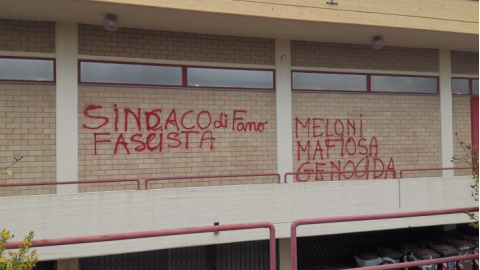 SINDACO di Fano
FASCISTA
MELONI
MAFIOSA
GENOCIDA